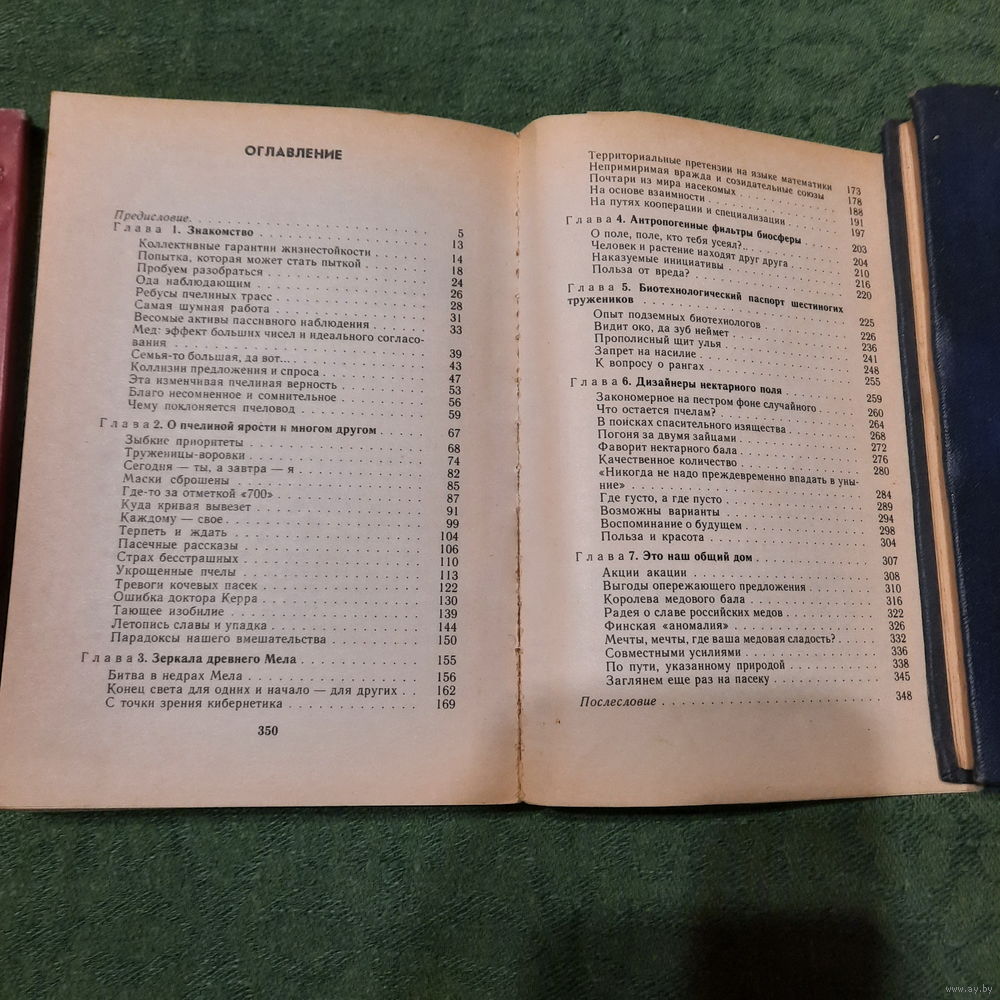 ОГЛАВЛЕНИЕ
Предисловие. . . . . . . . . . 5
Глава 1. Знакомство . . . . . . . . . . 13
Коллективные гарантии жизнестойкости . . . . . 14
Попытка, которая может стать пыткой . . . . . 18
Пробуем разобраться . . . . . . . . . . 24
Ода наблюдающим . . . . . . . . . . 26
Ребусы пчелиных трасс . . . . . . . . . . 28
Самая шумная работа . . . . . . . . . . 31
Весомые активы пассивного наблюдения . . . . . 33
Мед: эффект больших чисел и идеального согласо-
вания . . . . . . . . . . 39
Семья-то большая, да вот... . . . . . . . . . . 43
Коллизии предложения и спроса . . . . . . . 47
Эта изменчивая пчелиная верность . . . . . . 53
Благо несомненное и сомнительное . . . . . . 56
Чему поклоняется пчеловод . . . . . . . . 59
Глава 2. О пчелиной ярости и многом другом . . . . . 67
Зыбкие приоритеты . . . . . . . . . . 68
Труженицы-воровки . . . . . . . . . . 74
Сегодня — ты, а завтра — я . . . . . . . . 82
Маски сброшены . . . . . . . . . . 85
Где-то за отметкой «700» . . . . . . . . . 87
Куда кривая вывезет . . . . . . . . . . 91
Каждому — свое . . . . . . . . . . 99
Терпеть и ждать . . . . . . . . . . 104
Пасечные рассказы . . . . . . . . . . 106
Страх бесстрашных . . . . . . . . . . 110
Укрощенные пчелы . . . . . . . . . . 113
Тревоги кочевых пасек . . . . . . . . . . 122
Ошибка доктора Керра . . . . . . . . . . 130
Тающее изобилие . . . . . . . . . . 139
Летопись славы и упадка . . . . . . . . . 144
Парадоксы нашего вмешательства . . . . . . . 150
Глава 3. Зеркала древнего Мела . . . . . . . . 155
Битва в недрах Мела . . . . . . . . . . 156
Конец света для одних и начало — для других . . 162
С точки зрения кибернетика . . . . . . . . 169
350
Территориальные претензии на языке математики 173
Непримиримая вражда и созидательные союзы 178
Почтари из мира насекомых . . . . . . . . 188
На основе взаимности . . . . . . . . . . 191
На путях кооперации и специализации . . . . . 197
Глава 4. Антропогенные фильтры биосферы . . . . . 203
О поле, поле, кто тебя усеял?.. . . . . . . . . 204
Человек и растение находят друг друга . . . . . 210
Наказуемые инициативы . . . . . . . . . . 216
Польза от вреда? . . . . . . . . . . 220
Глава 5. Биотехнологический паспорт шестиногих
тружеников . . . . . . . . . . 225
Опыт подземных биотехнологов . . . . . . . 226
Видит око, да зуб неймет . . . . . . . . . 236
Прополисный щит улья . . . . . . . . . . 241
Запрет на насилие . . . . . . . . . . 248
К вопросу о рангах . . . . . . . . . . 255
Глава 6. Дизайнеры нектарного поля . . . . . . . 259
Закономерное на пестром фоне случайного . . . . 260
Что остается пчелам? . . . . . . . . . . 264
В поисках спасительного изящества . . . . . . 268
Погоня за двумя зайцами . . . . . . . . . 272
Фаворит нектарного бала . . . . . . . . . 276
Качественное количество . . . . . . . . . 280
«Никогда не надо преждевременно впадать в уны-
ние» . . . . . . . . . . 284
Где густо, а где пусто . . . . . . . . . . 289
Возможны варианты . . . . . . . . . . 294
Воспоминание о будущем . . . . . . . . . 298
Польза и красота . . . . . . . . . . 304
Глава 7. Это наш общий дом . . . . . . . . . 307
Акции акации . . . . . . . . . . 308
Выгоды опережающего предложения . . . . . . 310
Королева медового бала . . . . . . . . . 316
Радея о славе российских медов . . . . . . . 322
Финская «аномалия» . . . . . . . . . . 326
Мечты, мечты, где ваша медовая сладость? . . . . 332
Совместными усилиями . . . . . . . . . . 336
По пути, указанному природой . . . . . . . 338
Заглянем еще раз на пасеку . . . . . . . . 345
Послесловие . . . . . . . . . . 348
www.ay.by